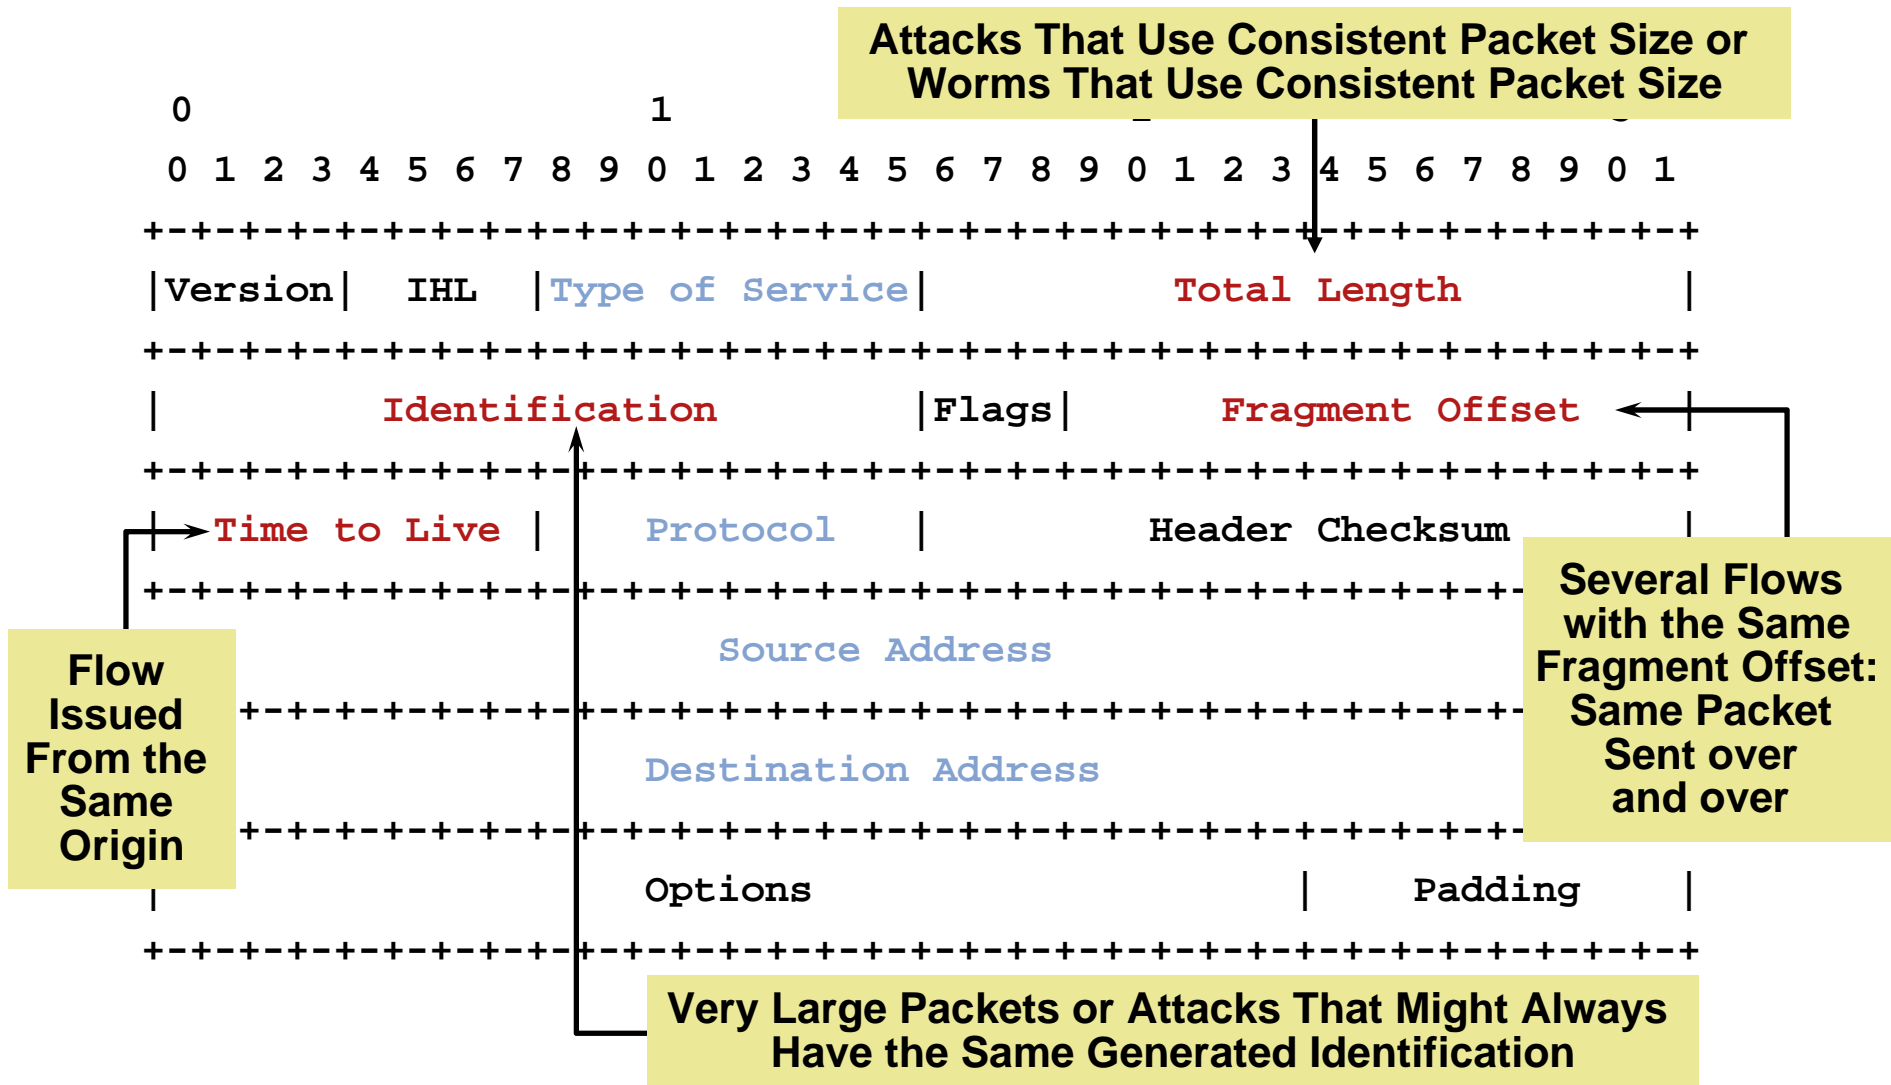 Attacks That Use Consistent Packet Size or
Worms That Use Consistent Packet Size
0 1
0 1 2 3 4 5 6 7 8 9 0 1 2 3 4 5 6 7 8 9 0 1 2 3 4 5 6 7 8 9 0 1
+-+-+-+-+-+-+-+-+-+-+-+-+-+-+-+-+-+-+-+-+-+-+-+-+-+-+-+-+-+-+-+-+
|Version| IHL |Type of Service| Total Length |
+-+-+-+-+-+-+-+-+-+-+-+-+-+-+-+-+-+-+-+-+-+-+-+-+-+-+-+-+-+-+-+-+
| Identification |Flags| Fragment Offset |
+-+-+-+-+-+-+-+-+-+-+-+-+-+-+-+-+-+-+-+-+-+-+-+-+-+-+-+-+-+-+-+-+
| Time to Live | Protocol | Header Checksum |
+-+-+-+-+-+-+-+-+-+-+-+-+-+-+-+-+-+-+-+-+-+-+-+-+-+-+-+-+-
Source Address
+-+-+-+-+-+-+-+-+-+-+-+-+-+-+-+-+-+-+-+-+-+-+-+-+-+-+-
Destination Address
+-+-+-+-+-+-+-+-+-+-+-+-+-+-+-+-+-+-+-+-+-+-+-+-+-+-+-
| Options | Padding |
+-+-+-+-+-+-+-+-+-+-+-+-+-+-+-+-+-+-+-+-+-+-+-+-+-+-+-+-+-+-+-+-+
Flow
Issued
From the
Same
Origin
Several Flows
with the Same
Fragment Offset:
Same Packet
Sent over
and over
Very Large Packets or Attacks That Might Always
Have the Same Generated Identification